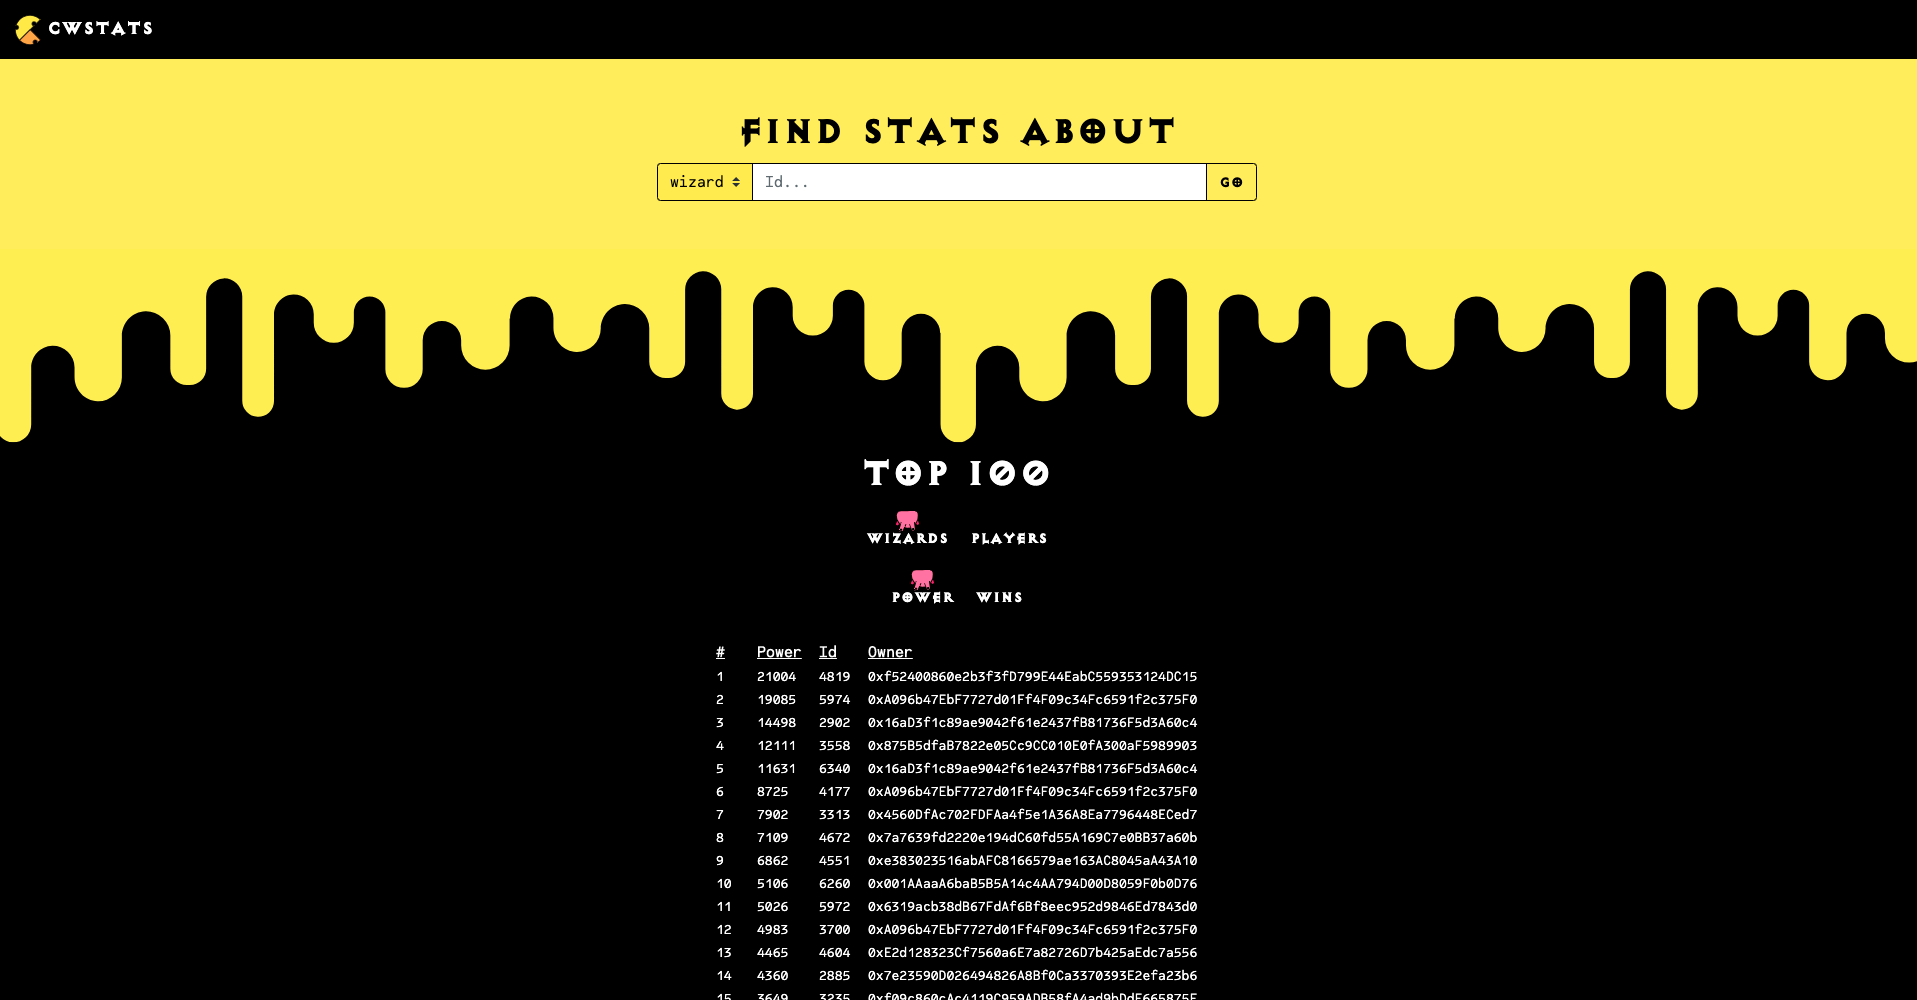 CWSTATS
FIND STATS ABOUT
wizard Id... GO
TOP 100
WIZARDS PLAYERS
POWER WINS
# Power Id Owner
1 21004 4819 0xf52400860e2b3f3fD799E44EabC559353124DC15
2 19085 5974 0xA096b47EbF7727d01Ff4F09c34Fc6591f2c375F0
3 14498 2902 0x16aD3f1c89ae9042f61e2437fB81736F5d3A60c4
4 12111 3558 0x875B5dfaB7822e05Cc9CC010E0fA300aF5989903
5 11631 6340 0x16aD3f1c89ae9042f61e2437fB81736F5d3A60c4
6 8725 4177 0xA096b47EbF7727d01Ff4F09c34Fc6591f2c375F0
7 7902 3313 0x4560DfAc702FDFAa4f5e1A36A8Ea7796448ECed7
8 7109 4672 0x7a7639fd2220e194dC60fd55A169C7e0BB37a60b
9 6862 4551 0xe383023516abAFC8166579ae163AC8045aA43A10
10 5106 6260 0x001AAaaA6baB5B5A14c4AA794D00D8059F0b0D76
11 5026 5972 0x6319acb38dB67FdAf6Bf8eec952d9846Ed7843d0
12 4983 3700 0xA096b47EbF7727d01Ff4F09c34Fc6591f2c375F0
13 4465 4604 0xE2d128323Cf7560a6E7a82726D7b425aEdc7a556
14 4360 2885 0x7e23590D026494826A8Bf0Ca3370393E2efa23b6
15 3649 3235